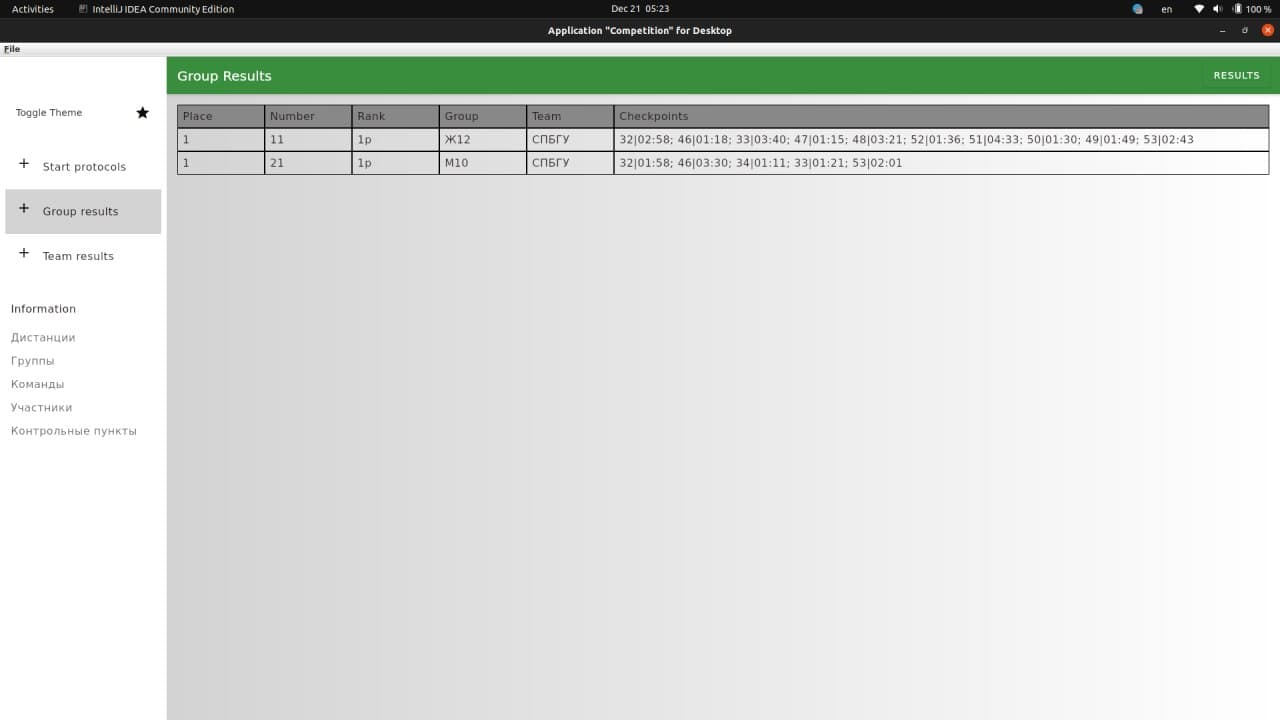 Activities IntelliJ IDEA Community Edition Dec 21 05:23 en 100 %
Application "Competition" for Desktop
File
Group Results RESULTS
Toggle Theme
Start protocols
Group results
Team results
Information
Дистанции
Группы
Команды
Участники
Контрольные пункты
Place Number Rank Group Team Checkpoints
1 11 1р Ж12 СПБГУ 32|02:58; 46|01:18; 33|03:40; 47|01:15; 48|03:21; 52|01:36; 51|04:33; 50|01:30; 49|01:49; 53|02:43
1 21 1р М10 СПБГУ 32|01:58; 46|03:30; 34|01:11; 33|01:21; 53|02:01